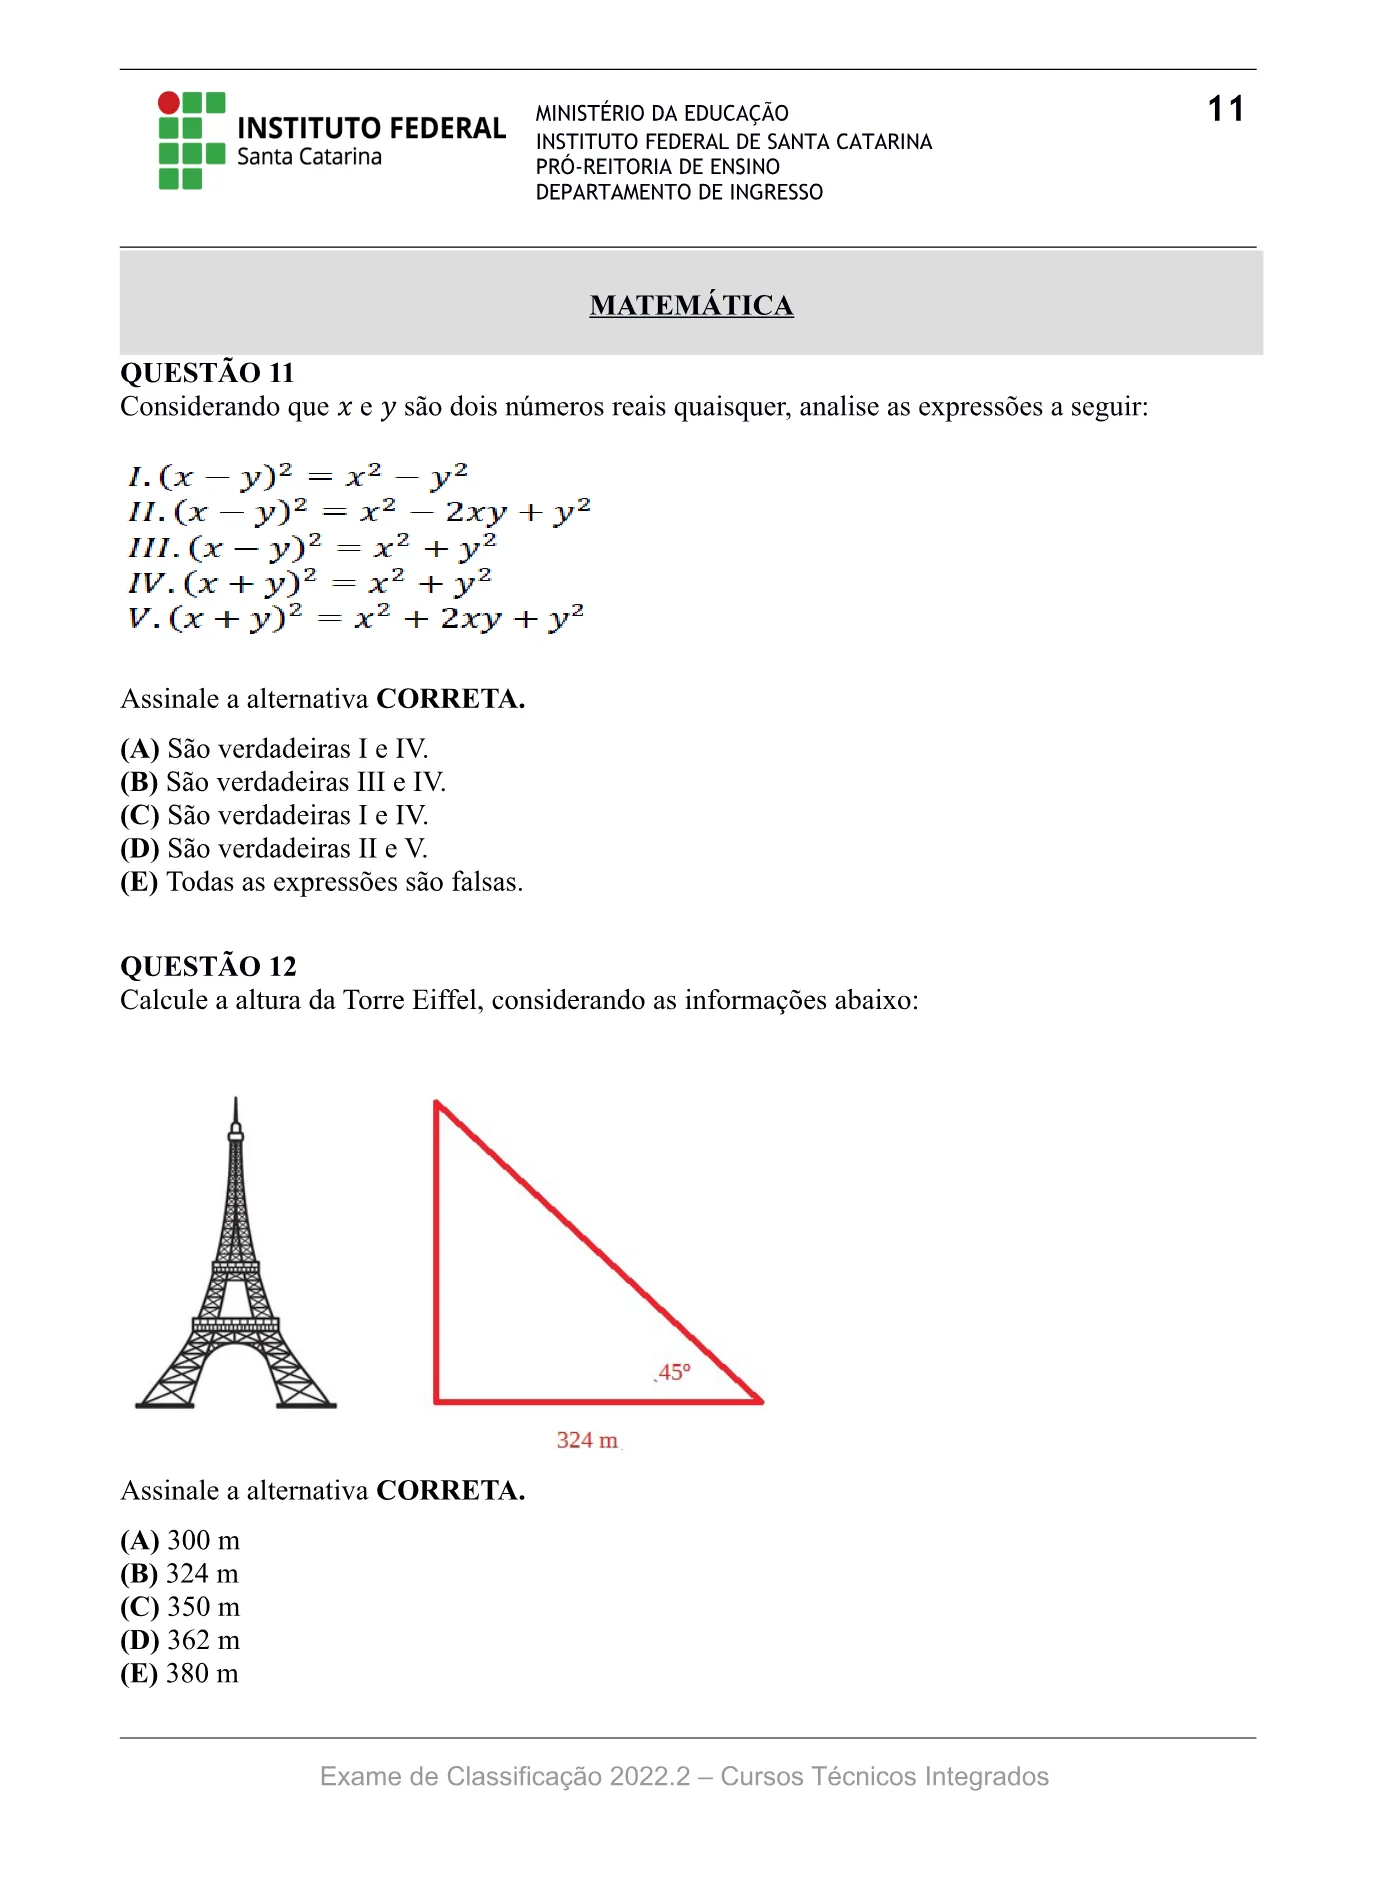 INSTITUTO FEDERAL
Santa Catarina
MINISTÉRIO DA EDUCAÇÃO
INSTITUTO FEDERAL DE SANTA CATARINA
PRÓ-REITORIA DE ENSINO
DEPARTAMENTO DE INGRESSO
11
MATEMÁTICA
QUESTÃO 11
Considerando que x e y são dois números reais quaisquer, analise as expressões a seguir:
I. (x − y)² = x² − y²
II. (x − y)² = x² − 2xy + y²
III. (x − y)² = x² + y²
IV. (x + y)² = x² + y²
V. (x + y)² = x² + 2xy + y²
Assinale a alternativa CORRETA.
(A) São verdadeiras I e IV.
(B) São verdadeiras III e IV.
(C) São verdadeiras I e IV.
(D) São verdadeiras II e V.
(E) Todas as expressões são falsas.
QUESTÃO 12
Calcule a altura da Torre Eiffel, considerando as informações abaixo:
45º
324 m
Assinale a alternativa CORRETA.
(A) 300 m
(B) 324 m
(C) 350 m
(D) 362 m
(E) 380 m
Exame de Classificação 2022.2 – Cursos Técnicos Integrados